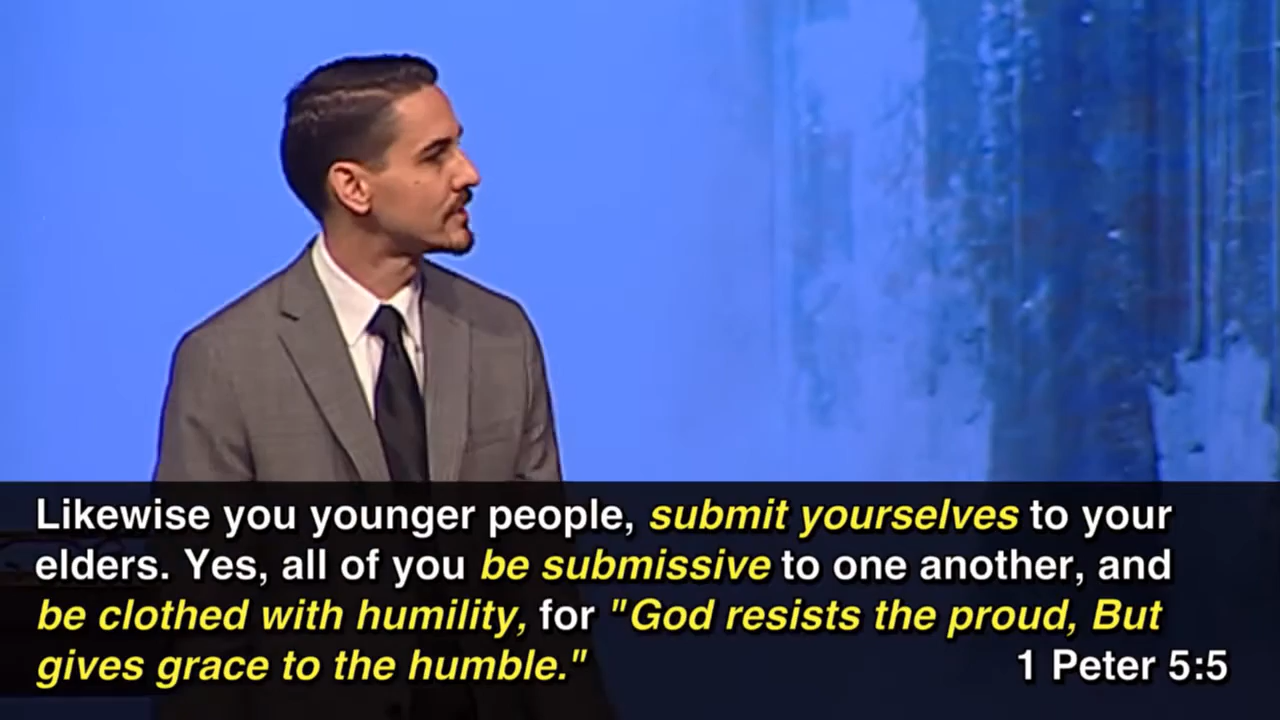 Likewise you younger people, submit yourselves to your
elders. Yes, all of you be submissive to one another, and
be clothed with humility, for "God resists the proud, But
gives grace to the humble."
1 Peter 5:5